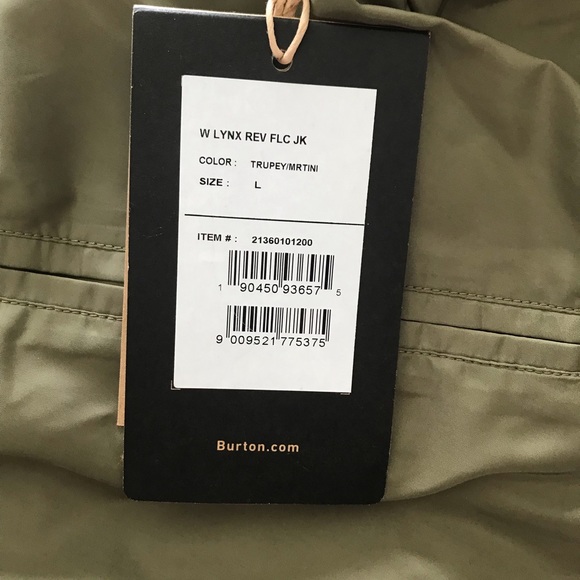 W LYNX REV FLC JK
COLOR : TRUPEY/MRTINI
SIZE : L
ITEM # : 21360101200
1 90450 93657 5
9 009521 775375
Burton.com